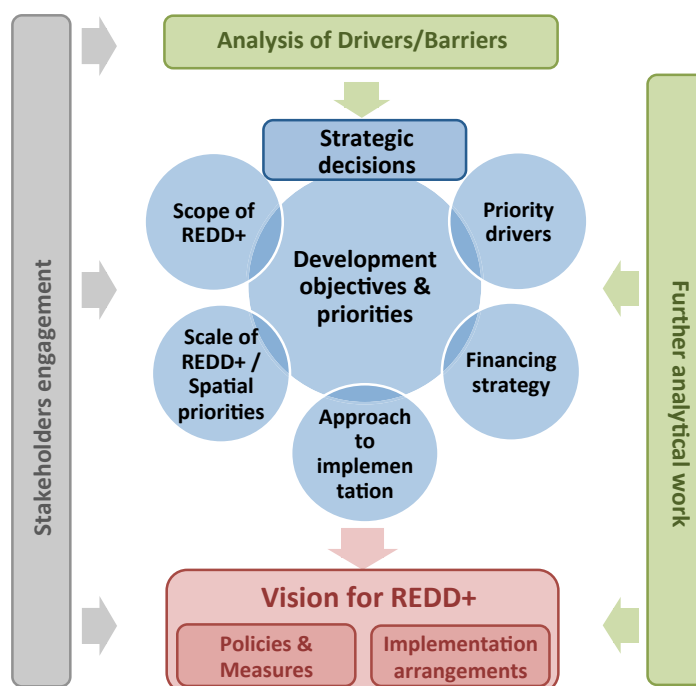 Analysis of Drivers/Barriers
Strategic
decisions
Scope of
REDD+
Priority
drivers
Development
objectives &
priorities
Scale of
REDD+ /
Spatial
priorities
Financing
strategy
Approach
to
implemen
tation
Vision for REDD+
Policies &
Measures
Implementation
arrangements
Stakeholders engagement
Further analytical work